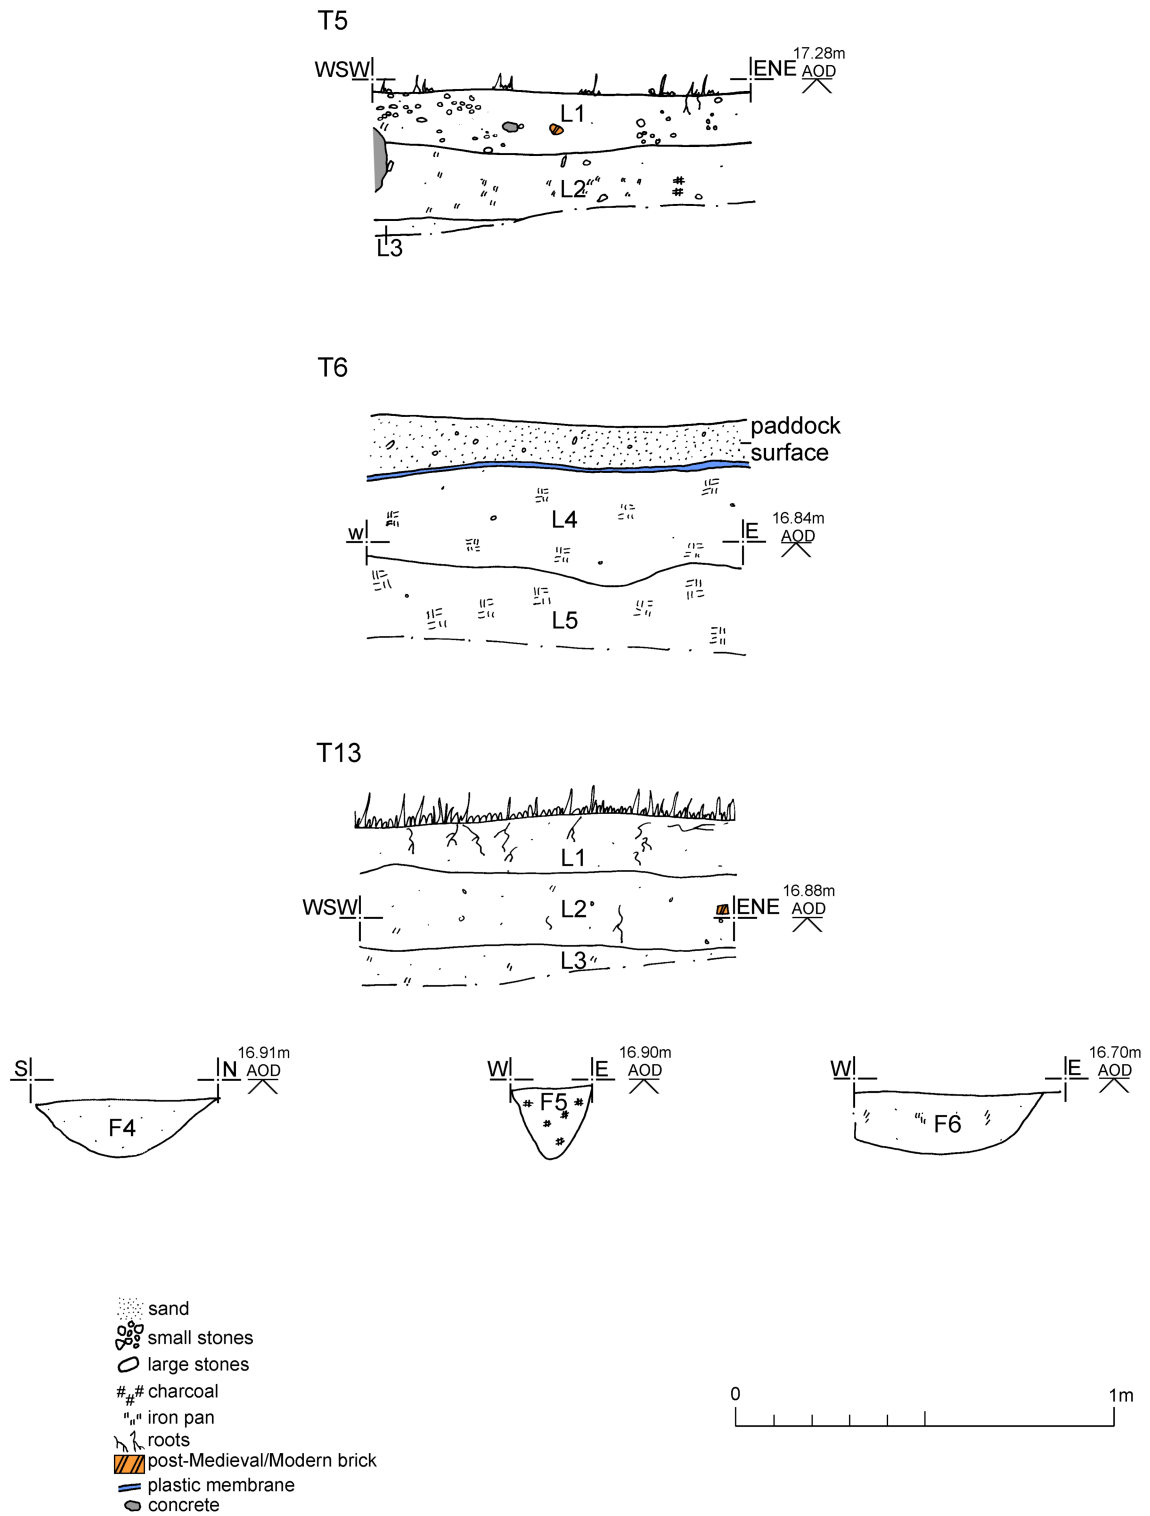 T5
WSW
ENE
17.28m
AOD
L1
L2
L3
T6
paddock
surface
L4
w
E
16.84m
AOD
L5
T13
L1
WSW
L2
ENE
16.88m
AOD
L3
S
N
16.91m
AOD
F4
W
E
16.90m
AOD
F5
W
E
16.70m
AOD
F6
sand
small stones
large stones
charcoal
iron pan
roots
post-Medieval/Modern brick
plastic membrane
concrete
0
1m